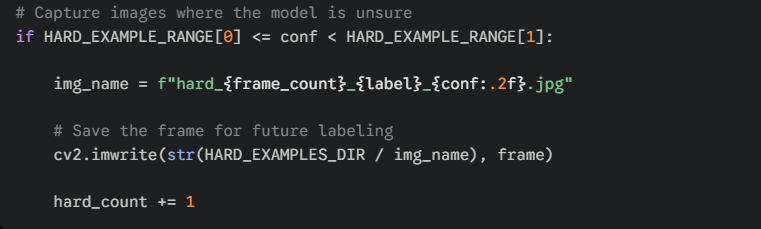 # Capture images where the model is unsure
if HARD_EXAMPLE_RANGE[0] <= conf < HARD_EXAMPLE_RANGE[1]:
img_name = f"hard_{frame_count}_{label}_{conf:.2f}.jpg"
# Save the frame for future labeling
cv2.imwrite(str(HARD_EXAMPLES_DIR / img_name), frame)
hard_count += 1